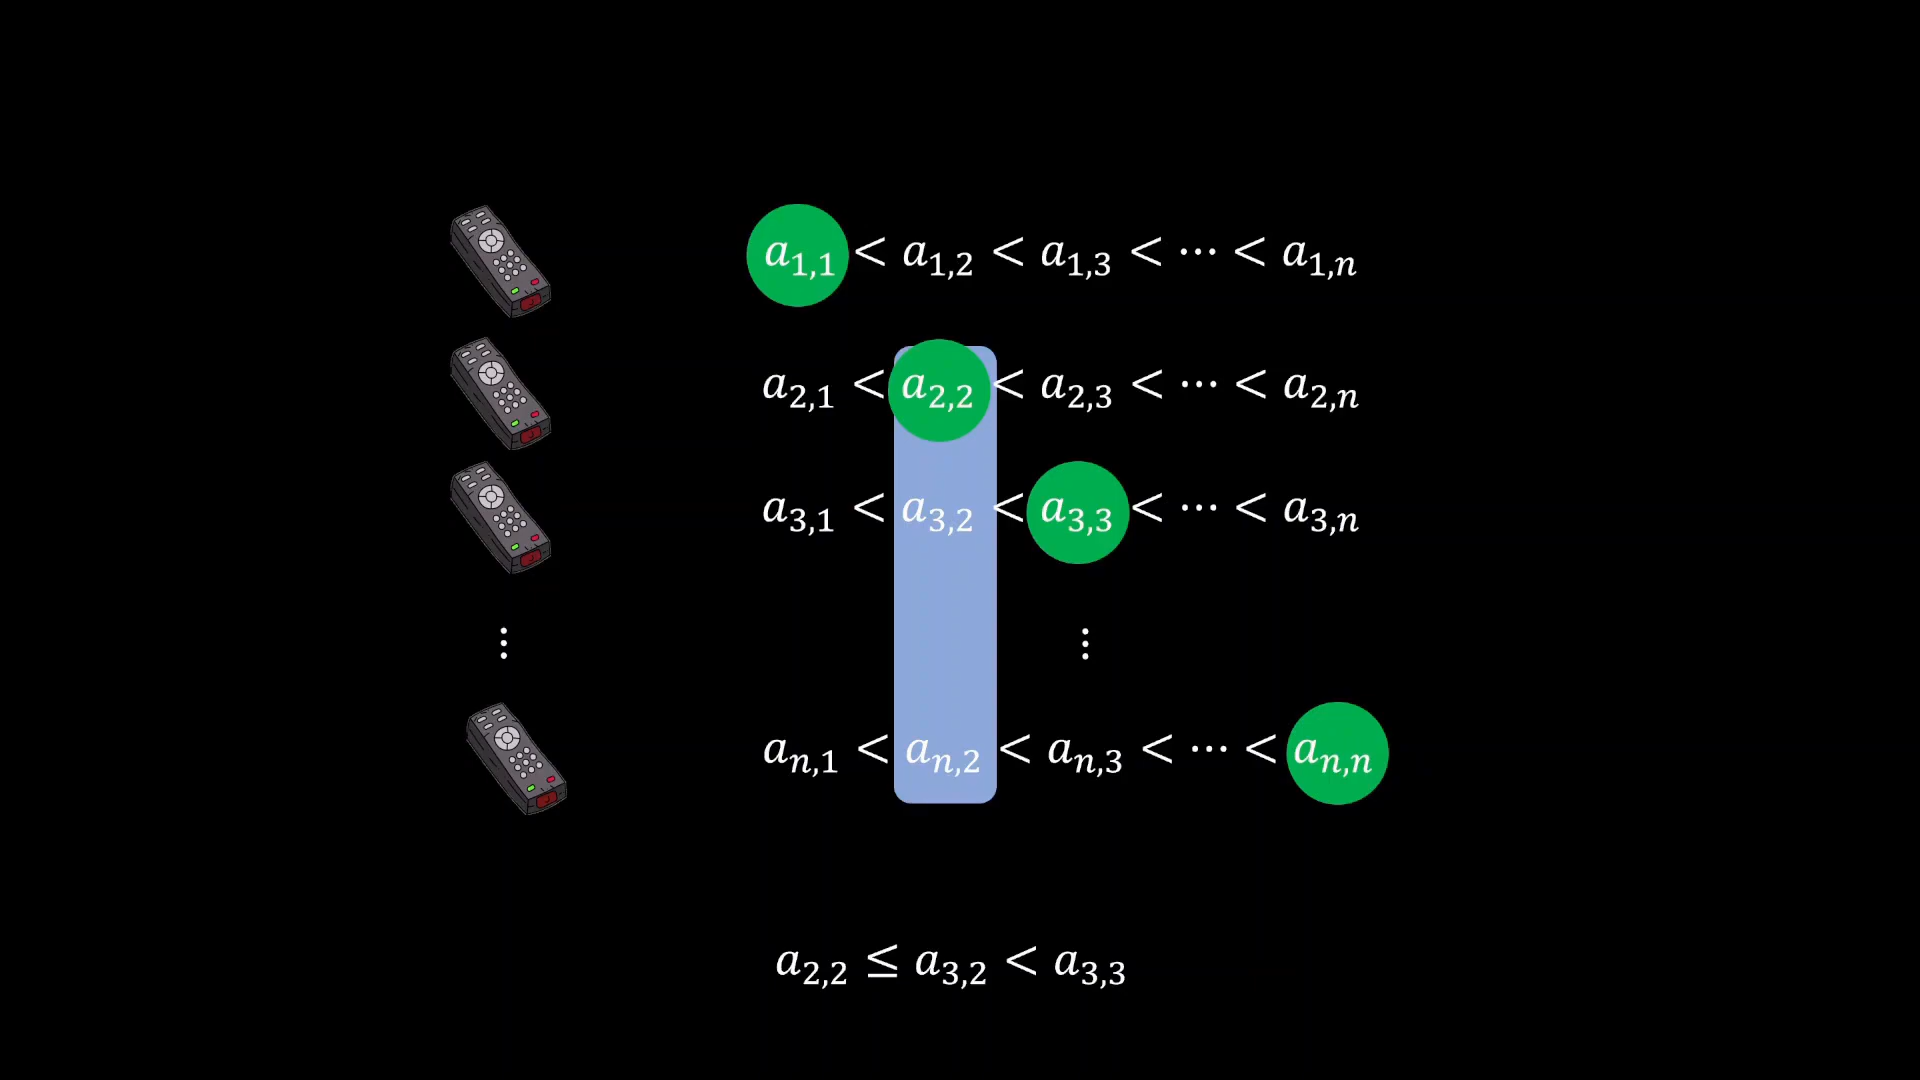 a₁,₁ < a₁,₂ < a₁,₃ < ⋯ < a₁,ₙ
a₂,₁ < a₂,₂ < a₂,₃ < ⋯ < a₂,ₙ
a₃,₁ < a₃,₂ < a₃,₃ < ⋯ < a₃,ₙ
⋮ ⋮
aₙ,₁ < aₙ,₂ < aₙ,₃ < ⋯ < aₙ,ₙ
a₂,₂ ≤ a₃,₂ < a₃,₃